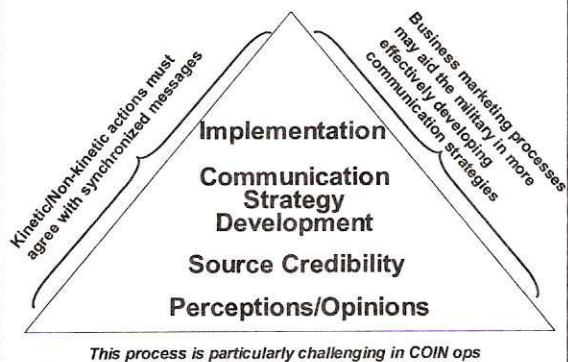 Kinetic/Non-kinetic actions must
agree with synchronized messages
Business marketing processes
may aid the military in more
effectively developing
communication strategies
Implementation
Communication
Strategy
Development
Source Credibility
Perceptions/Opinions
This process is particularly challenging in COIN ops